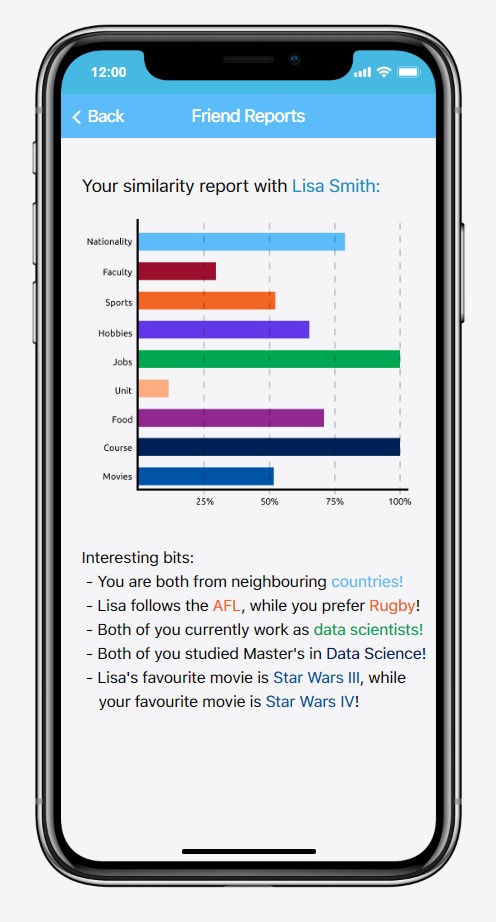 12:00
Back
Friend Reports
Your similarity report with Lisa Smith:
Nationality
Faculty
Sports
Hobbies
Jobs
Unit
Food
Course
Movies
25% 50% 75% 100%
Interesting bits:
- You are both from neighbouring countries!
- Lisa follows the AFL, while you prefer Rugby!
- Both of you currently work as data scientists!
- Both of you studied Master's in Data Science!
- Lisa's favourite movie is Star Wars III, while
your favourite movie is Star Wars IV!